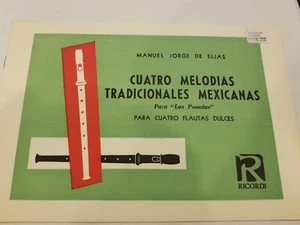 MANUEL JORGE DE ELIAS
CUATRO MELODIAS
TRADICIONALES MEXICANAS
Para "Las Posadas"
PARA CUATRO FLAUTAS DULCES
R
RICORDI